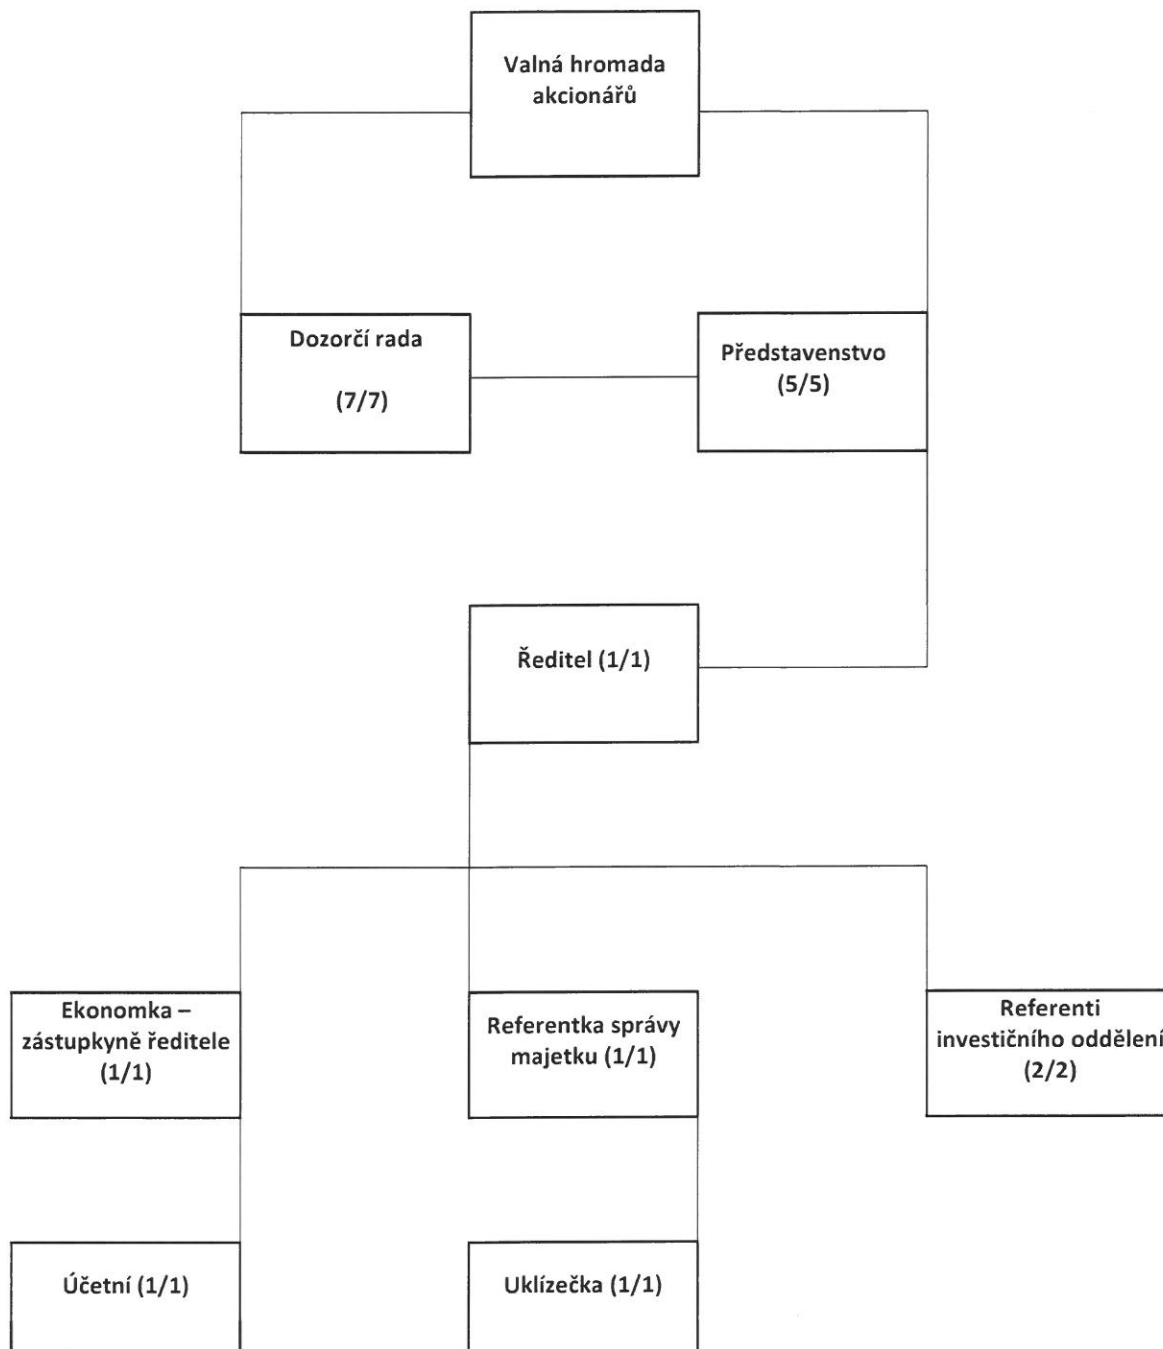 Valná hromada
akcionářů
Dozorčí rada
(7/7)
Představenstvo
(5/5)
Ředitel (1/1)
Ekonomka –
zástupkyně ředitele
(1/1)
Referentka správy
majetku (1/1)
Referenti
investičního oddělení
(2/2)
Účetní (1/1)
Uklízečka (1/1)